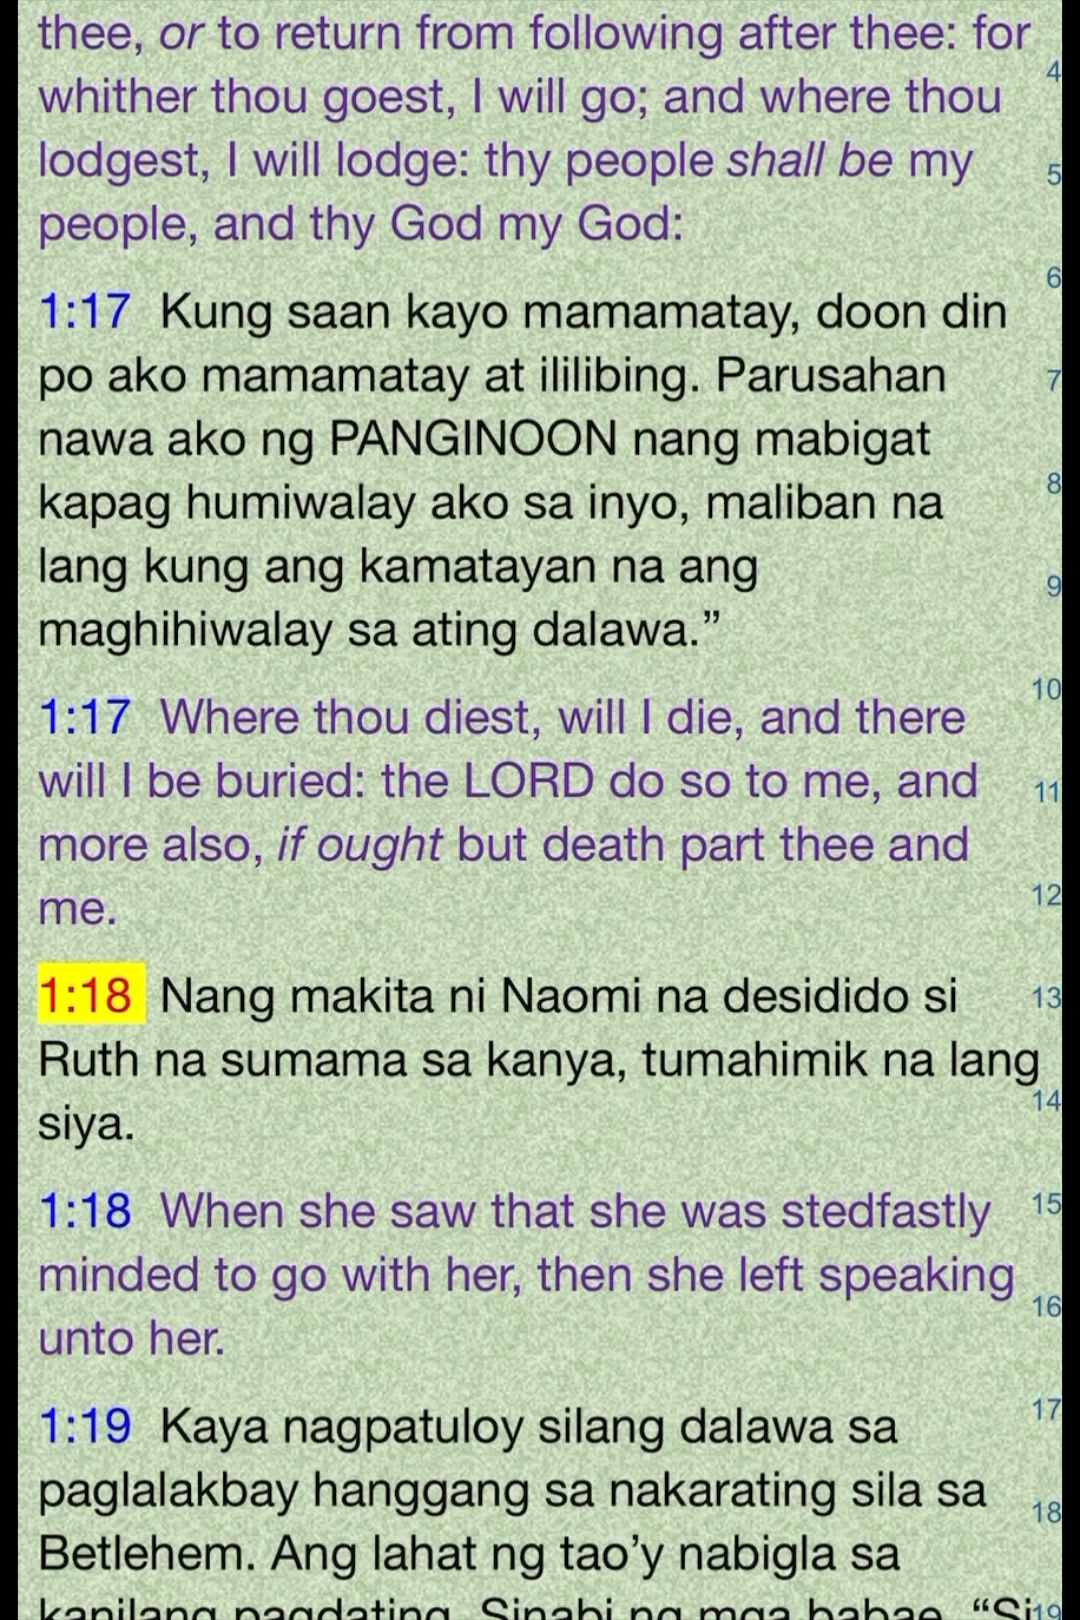 thee, or to return from following after thee: for
4
whither thou goest, I will go; and where thou
lodgest, I will lodge: thy people shall be my
5
people, and thy God my God:
6
1:17 Kung saan kayo mamamatay, doon din
po ako mamamatay at ililibing. Parusahan
7
nawa ako ng PANGINOON nang mabigat
8
kapag humiwalay ako sa inyo, maliban na
lang kung ang kamatayan na ang
9
maghihiwalay sa ating dalawa.”
10
1:17 Where thou diest, will I die, and there
will I be buried: the LORD do so to me, and
11
more also, if ought but death part thee and
12
me.
1:18 Nang makita ni Naomi na desidido si
13
Ruth na sumama sa kanya, tumahimik na lang
14
siya.
1:18 When she saw that she was stedfastly
15
minded to go with her, then she left speaking
16
unto her.
17
1:19 Kaya nagpatuloy silang dalawa sa
paglalakbay hanggang sa nakarating sila sa
18
Betlehem. Ang lahat ng tao’y nabigla sa
kanilang pagdating. Sinabi ng mga babae, “Si
19